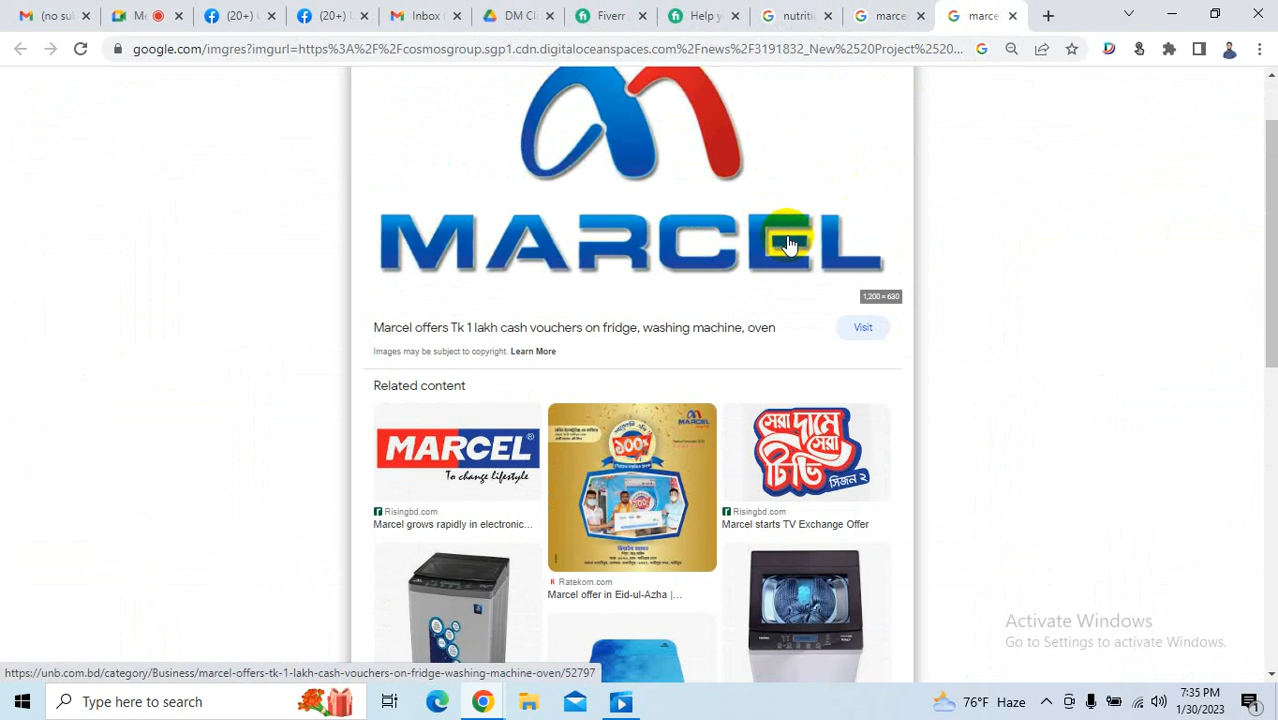 (no su
Me
(20+)
(20+) L
Inbox
DM Cl
Fiverr
Help y
nutriti
marce
marce
google.com/imgres?imgurl=https%3A%2F%2Fcosmosgroup.sgp1.cdn.digitaloceanspaces.com%2Fnews%2F3191832_New%2520Project%2520...
MARCEL
1,200 × 630
Marcel offers Tk 1 lakh cash vouchers on fridge, washing machine, oven
Visit
Images may be subject to copyright. Learn More
Related content
MARCEL®
To change lifestyle
Risingbd.com
Marcel grows rapidly in electronic...
MARCEL
১০০%
R Ratekom.com
Marcel offer in Eid-ul-Azha |...
সেরা দামে
সেরা
টিভি
সিজন ২
Risingbd.com
Marcel starts TV Exchange Offer
Activate Windows
Go to Settings to activate Windows.
https://unb.com.bd/category/Business/marcel-offers-tk-1-lakh-cash-vouchers-on-fridge-washing-machine-oven/52797
Type here to search
76°F Haze
7:35 PM
1/30/2023
1